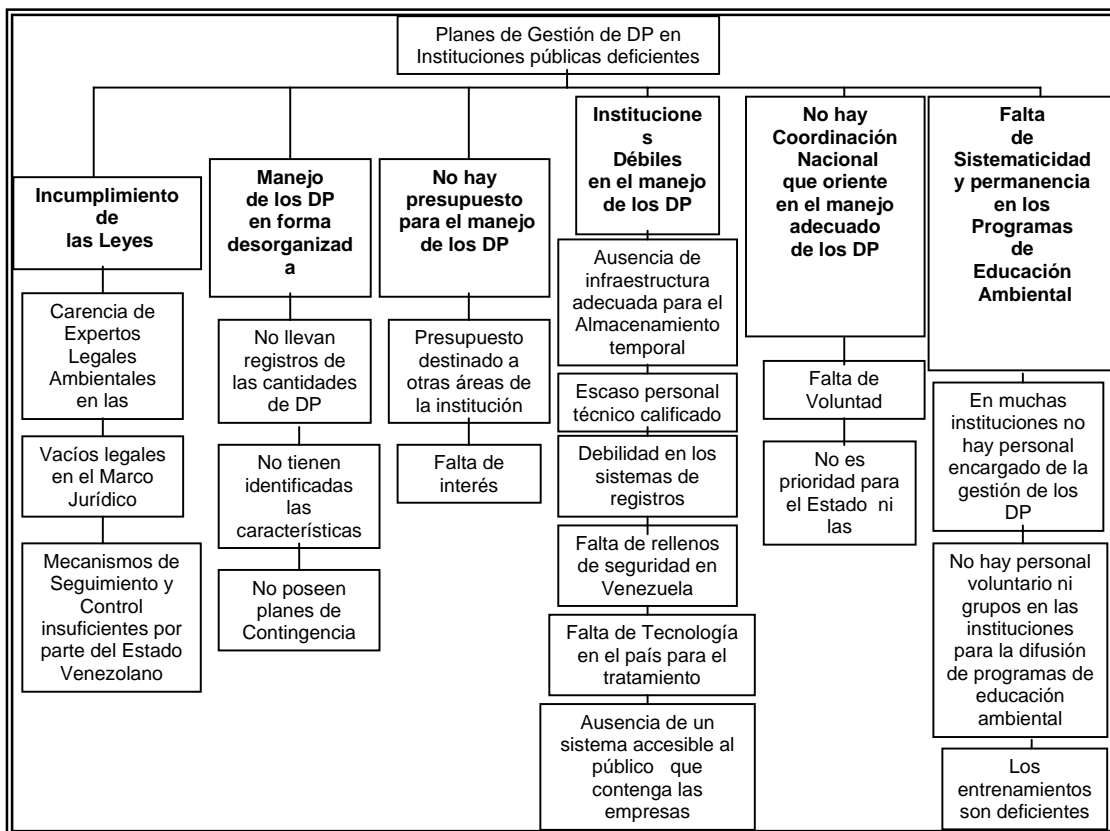 Planes de Gestión de DP en
Instituciones públicas deficientes
Incumplimiento
de
las Leyes
Carencia de
Expertos
Legales
Ambientales
en las
Vacíos legales
en el Marco
Jurídico
Mecanismos de
Seguimiento y
Control
insuficientes por
parte del Estado
Venezolano
Manejo
de los DP
en forma
desorganizad
a
No llevan
registros de
las cantidades
de DP
No tienen
identificadas
las
características
No poseen
planes de
Contingencia
No hay
presupuesto
para el manejo
de los DP
Presupuesto
destinado a
otras áreas de
la institución
Falta de
interés
Institucione
s
Débiles
en el manejo
de los DP
Ausencia de
infraestructura
adecuada para el
Almacenamiento
temporal
Escaso personal
técnico calificado
Debilidad en los
sistemas de
registros
Falta de rellenos
de seguridad en
Venezuela
Falta de Tecnología
en el país para el
tratamiento
Ausencia de un
sistema accesible al
público que
contenga las
empresas
No hay
Coordinación
Nacional
que oriente
en el manejo
adecuado
de los DP
Falta de
Voluntad
No es
prioridad para
el Estado ni
las
Falta
de
Sistematicidad
y permanencia
en los
Programas
de
Educación
Ambiental
En muchas
instituciones no
hay personal
encargado de la
gestión de los
DP
No hay personal
voluntario ni
grupos en las
instituciones
para la difusión
de programas de
educación
ambiental
Los
entrenamientos
son deficientes